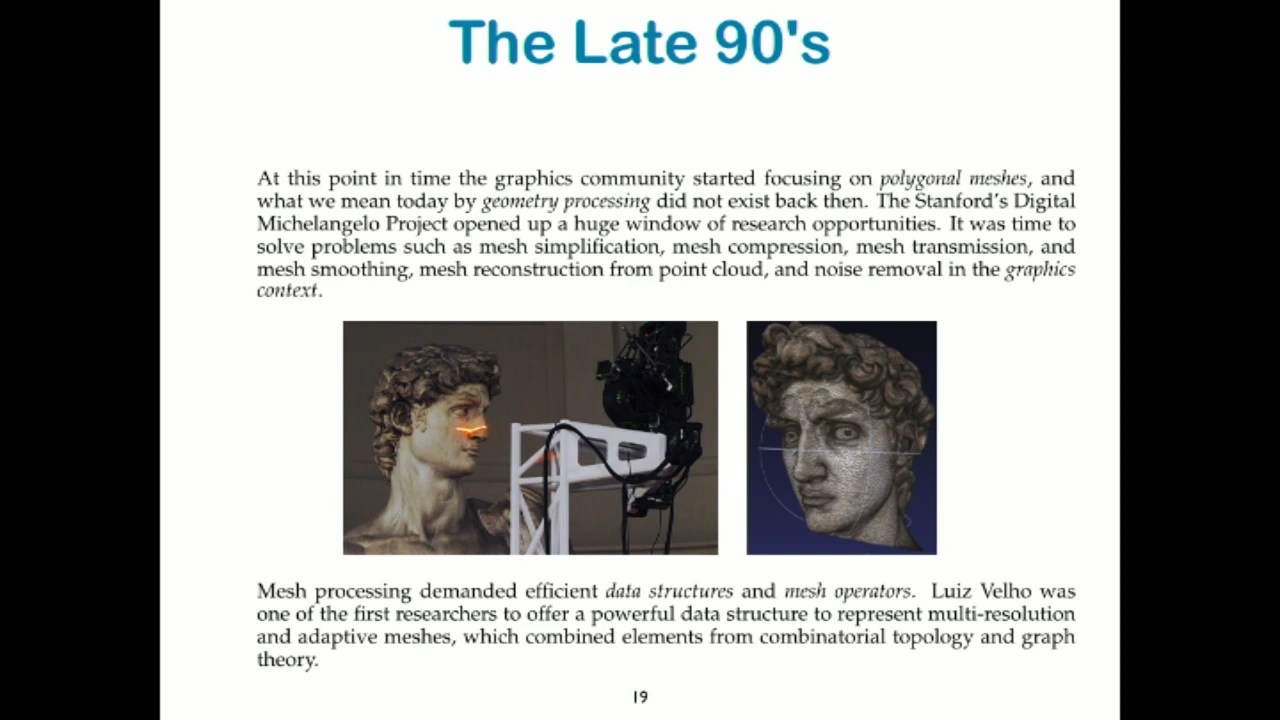 The Late 90's
At this point in time the graphics community started focusing on polygonal meshes, and
what we mean today by geometry processing did not exist back then. The Stanford's Digital
Michelangelo Project opened up a huge window of research opportunities. It was time to
solve problems such as mesh simplification, mesh compression, mesh transmission, and
mesh smoothing, mesh reconstruction from point cloud, and noise removal in the graphics
context.
Mesh processing demanded efficient data structures and mesh operators. Luiz Velho was
one of the first researchers to offer a powerful data structure to represent multi-resolution
and adaptive meshes, which combined elements from combinatorial topology and graph
theory.
19